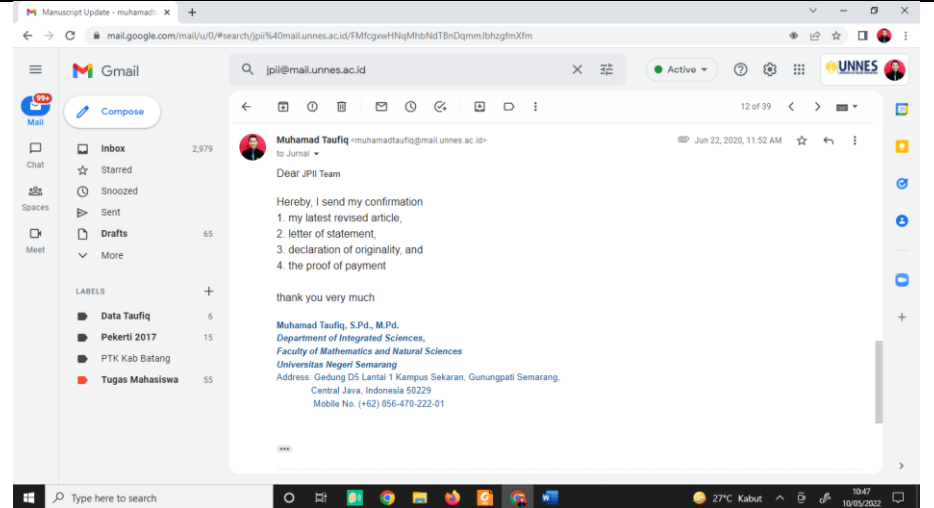 Manuscript Update - muhamadt
mail.google.com/mail/u/0/#search/jpii%40mail.unnes.ac.id/FMfcgxwHNqMhbNdTBnDqmmJbhzgfmXfm
Gmail
jpii@mail.unnes.ac.id
Active
UNNES
99+
Mail
Chat
Spaces
Meet
Compose
Inbox 2,979
Starred
Snoozed
Sent
Drafts 65
More
LABELS
Data Taufiq 6
Pekerti 2017 15
PTK Kab Batang
Tugas Mahasiswa 55
12 of 39
Muhamad Taufiq <muhamadtaufiq@mail.unnes.ac.id> Jun 22, 2020, 11:52 AM
to Jurnal
Dear JPII Team
Hereby, I send my confirmation
1. my latest revised article,
2. letter of statement,
3. declaration of originality, and
4. the proof of payment
thank you very much
Muhamad Taufiq, S.Pd., M.Pd.
Department of Integrated Sciences,
Faculty of Mathematics and Natural Sciences
Universitas Negeri Semarang
Address: Gedung D5 Lantai 1 Kampus Sekaran, Gunungpati Semarang,
Central Java, Indonesia 50229
Mobile No. (+62) 856-470-222-01
Type here to search
27°C Kabut
10:47
10/05/2022